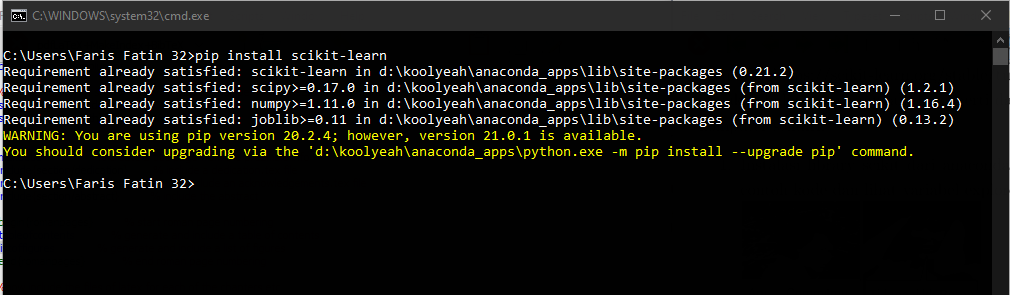 C:\WINDOWS\system32\cmd.exe
C:\Users\Faris Fatin 32>pip install scikit-learn
Requirement already satisfied: scikit-learn in d:\koolyeah\anaconda_apps\lib\site-packages (0.21.2)
Requirement already satisfied: scipy>=0.17.0 in d:\koolyeah\anaconda_apps\lib\site-packages (from scikit-learn) (1.2.1)
Requirement already satisfied: numpy>=1.11.0 in d:\koolyeah\anaconda_apps\lib\site-packages (from scikit-learn) (1.16.4)
Requirement already satisfied: joblib>=0.11 in d:\koolyeah\anaconda_apps\lib\site-packages (from scikit-learn) (0.13.2)
WARNING: You are using pip version 20.2.4; however, version 21.0.1 is available.
You should consider upgrading via the 'd:\koolyeah\anaconda_apps\python.exe -m pip install --upgrade pip' command.
C:\Users\Faris Fatin 32>